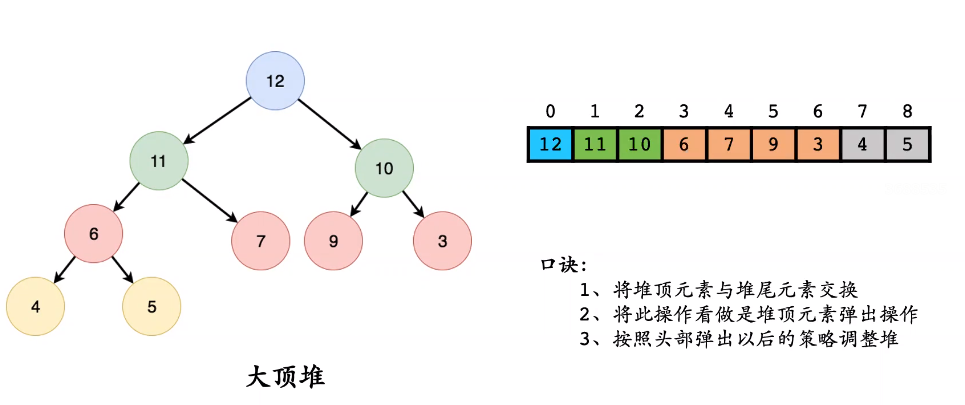 12
11
10
6
7
9
3
4
5
大顶堆
0 1 2 3 4 5 6 7 8
12 11 10 6 7 9 3 4 5
口诀:
1、将堆顶元素与堆尾元素交换
2、将此操作看做是堆顶元素弹出操作
3、按照头部弹出以后的策略调整堆